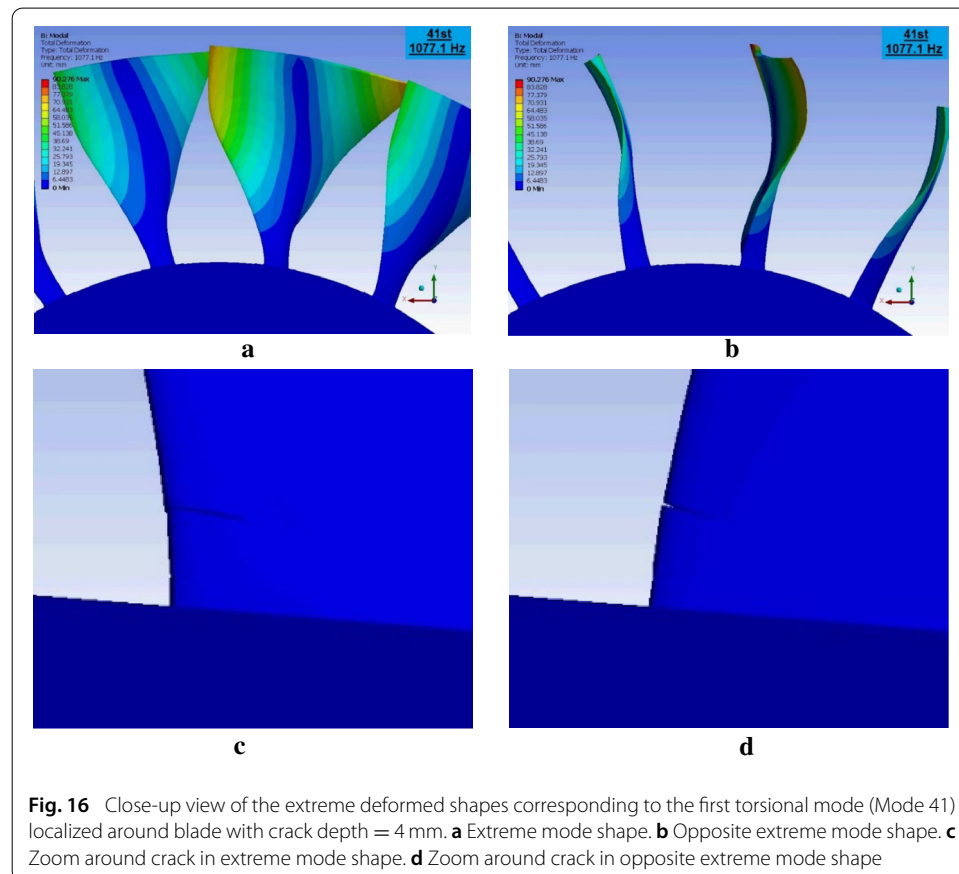 B: Modal
Total Deformation
Type: Total Deformation
Frequency: 1077.1 Hz
Unit: mm
90.276 Max
83.828
77.379
70.931
64.483
58.035
51.586
45.138
38.69
32.241
25.793
19.345
12.897
6.4483
0 Min
41st
1077.1 Hz
Y
X
a
B: Modal
Total Deformation
Type: Total Deformation
Frequency: 1077.1 Hz
Unit: mm
90.276 Max
83.828
77.379
70.931
64.483
58.035
51.586
45.138
38.69
32.241
25.793
19.345
12.897
6.4483
0 Min
41st
1077.1 Hz
Y
X
b
c
d
Fig. 16 Close-up view of the extreme deformed shapes corresponding to the first torsional mode (Mode 41)
localized around blade with crack depth = 4 mm. a Extreme mode shape. b Opposite extreme mode shape. c
Zoom around crack in extreme mode shape. d Zoom around crack in opposite extreme mode shape